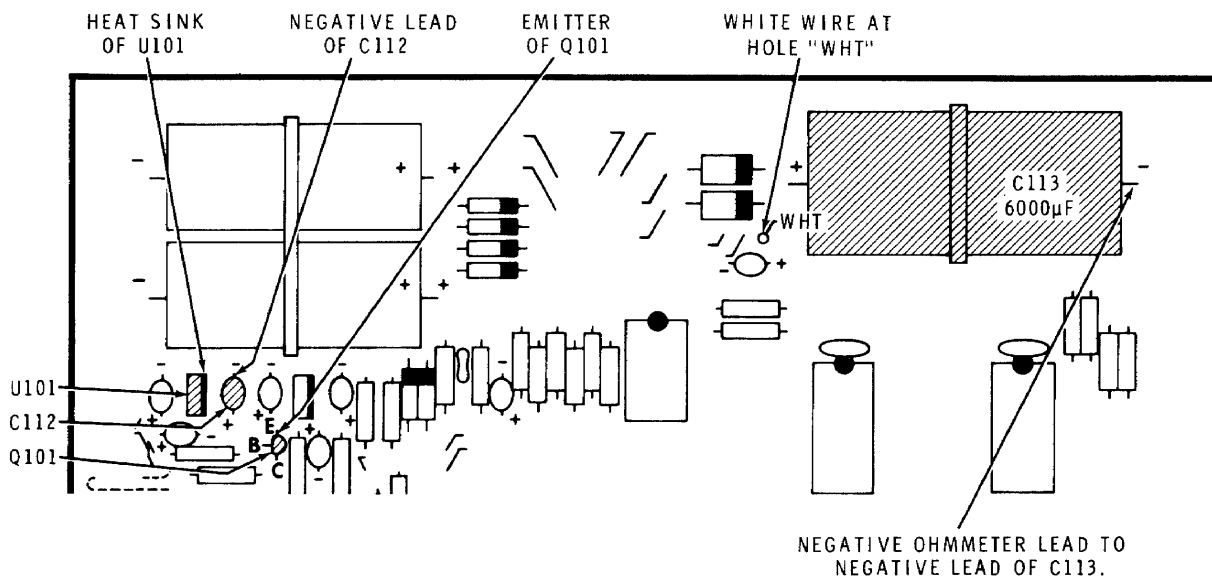 HEAT SINK
OF U101
NEGATIVE LEAD
OF C112
EMITTER
OF Q101
WHITE WIRE AT
HOLE "WHT"
- + +
- + +
+ -
C113
6000µF
WHT
- +
U101
C112
Q101
- - - - -
+ + + + +
+ -
E
B
C
-
NEGATIVE OHMMETER LEAD TO
NEGATIVE LEAD OF C113.